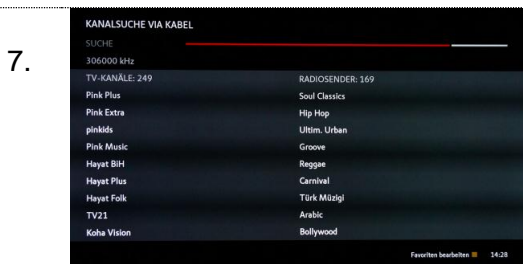 7.
KANALSUCHE VIA KABEL
SUCHE
306000 kHz
TV-KANÄLE: 249 RADIOSENDER: 169
Pink Plus Soul Classics
Pink Extra Hip Hop
pinkids Ultim. Urban
Pink Music Groove
Hayat BiH Reggae
Hayat Plus Carnival
Hayat Folk Türk Müzigi
TV21 Arabic
Koha Vision Bollywood
Favoriten bearbeiten 14:28